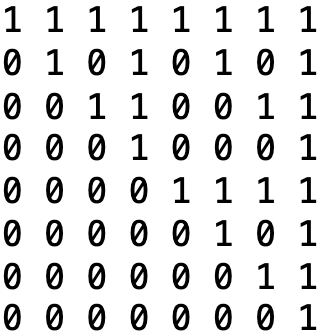 1 1 1 1 1 1 1 1
0 1 0 1 0 1 0 1
0 0 1 1 0 0 1 1
0 0 0 1 0 0 0 1
0 0 0 0 1 1 1 1
0 0 0 0 0 1 0 1
0 0 0 0 0 0 1 1
0 0 0 0 0 0 0 1